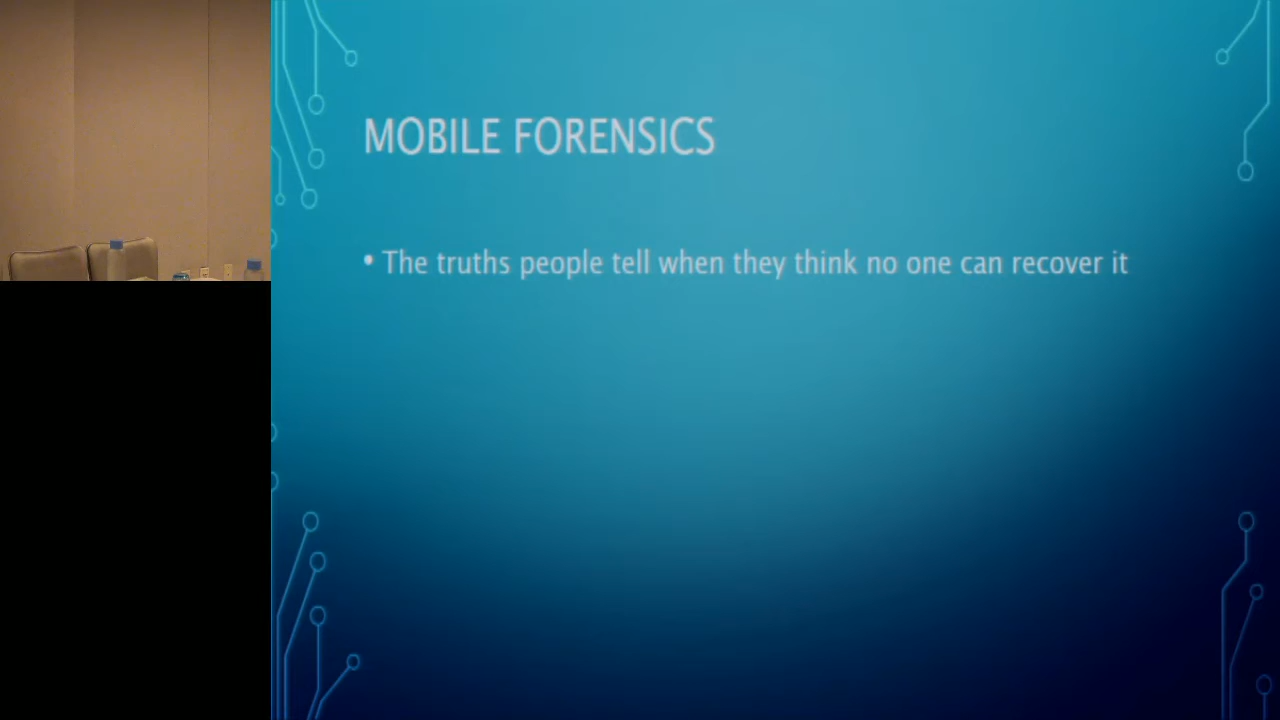 MOBILE FORENSICS
• The truths people tell when they think no one can recover it